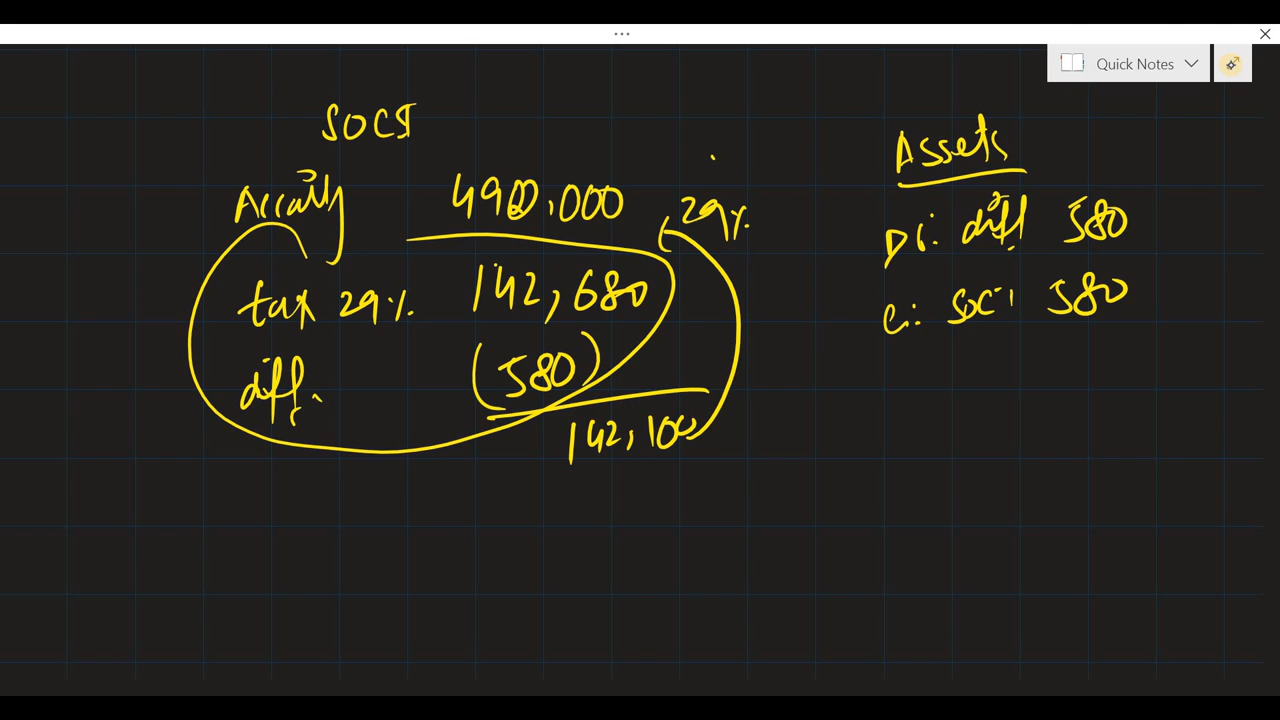 Quick Notes
SOCI
490,000
29%
tax 29% 142,680
diff. (580)
142,100
Assets
Dr: diff 580
Cr: SOCI 580